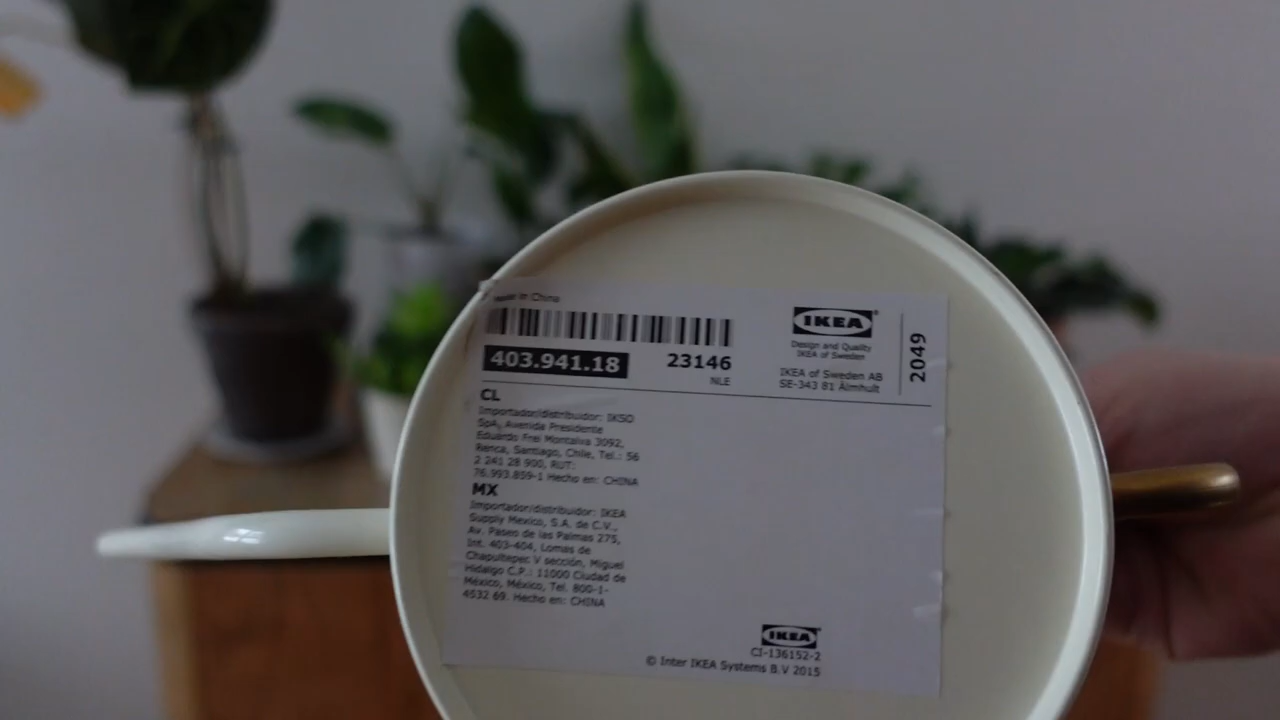 Made in China
403.941.18
23146
NLE
IKEA
Design and Quality
IKEA of Sweden
IKEA of Sweden AB
SE-343 81 Älmhult
2049
CL
Importador/distribuidor: IKSO
SpA, Avenida Presidente
Eduardo Frei Montalva 3092,
Renca, Santiago, Chile, Tel.: 56
2 241 28 900, RUT:
76.993.859-1 Hecho en: CHINA
MX
Importador/distribuidor: IKEA
Supply Mexico, S.A. de C.V.,
Av. Paseo de las Palmas 275,
Int. 403-404, Lomas de
Chapultepec V sección, Miguel
Hidalgo C.P.: 11000 Ciudad de
México, México, Tel. 800-1-
4532 69. Hecho en: CHINA
IKEA
CI-136152-2
© Inter IKEA Systems B.V 2015